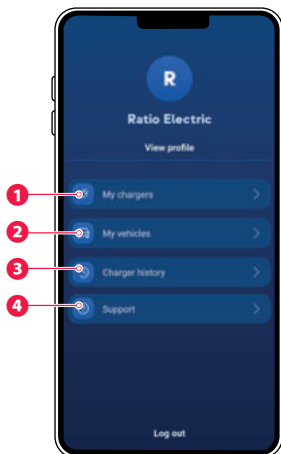 R
Ratio Electric
View profile
1 My chargers
2 My vehicles
3 Charger history
4 Support
Log out